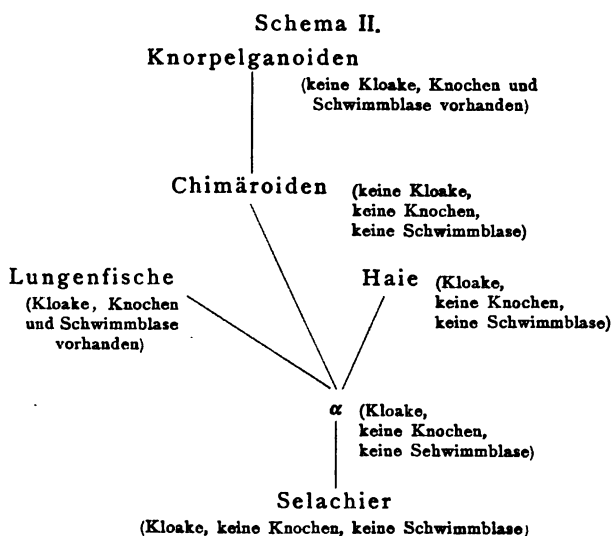 Schema II.
Knorpelganoiden
(keine Kloake, Knochen und
Schwimmblase vorhanden)
Chimäroiden
(keine Kloake,
keine Knochen,
keine Schwimmblase)
Lungenfische
(Kloake, Knochen
und Schwimmblase
vorhanden)
Haie
(Kloake,
keine Knochen,
keine Schwimmblase)
α
(Kloake,
keine Knochen,
keine Sehwimmblase)
Selachier
(Kloake, keine Knochen, keine Schwimmblase)